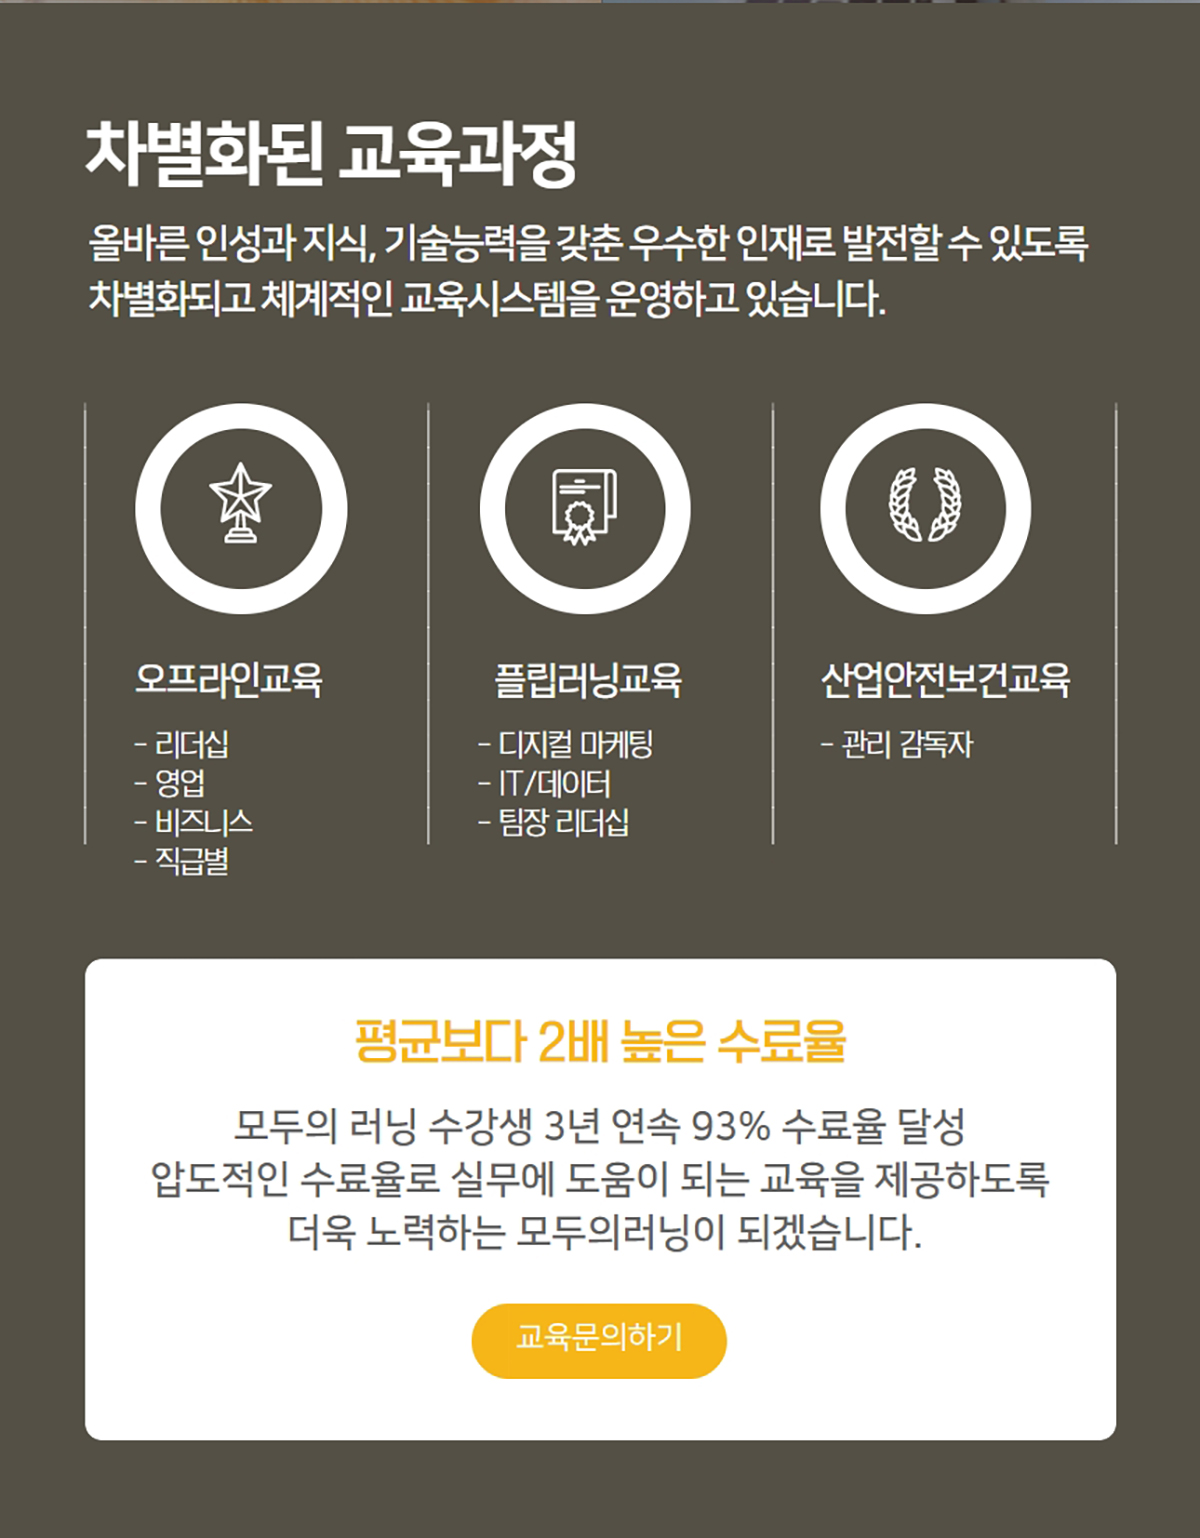 차별화된 교육과정
올바른 인성과 지식, 기술능력을 갖춘 우수한 인재로 발전할 수 있도록
차별화되고 체계적인 교육시스템을 운영하고 있습니다.
오프라인교육
- 리더십
- 영업
- 비즈니스
- 직급별
플립러닝교육
- 디지컬 마케팅
- IT/데이터
- 팀장 리더십
산업안전보건교육
- 관리 감독자
평균보다 2배 높은 수료율
모두의 러닝 수강생 3년 연속 93% 수료율 달성
압도적인 수료율로 실무에 도움이 되는 교육을 제공하도록
더욱 노력하는 모두의러닝이 되겠습니다.
교육문의하기